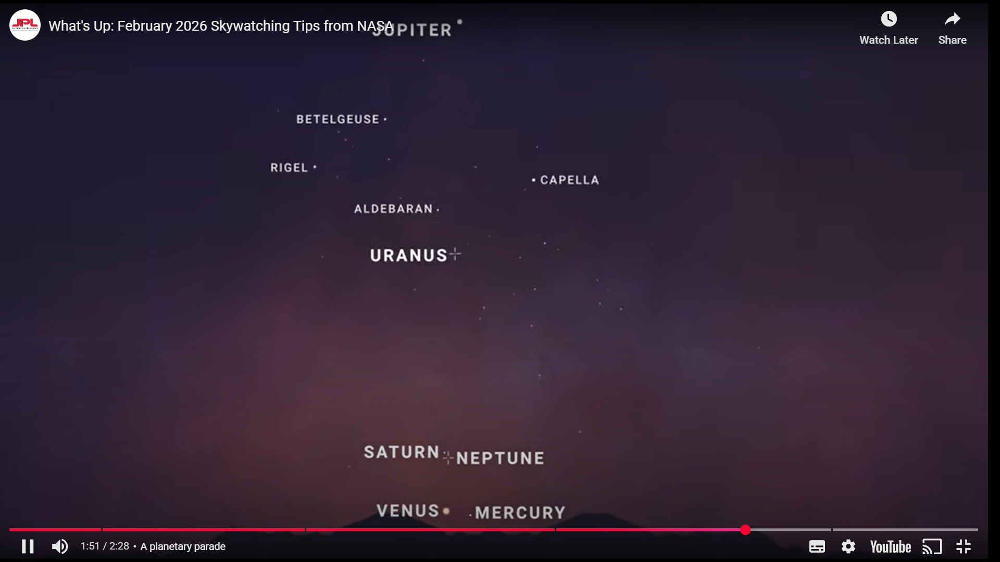 JPL
What's Up: February 2026 Skywatching Tips from NASA
JUPITER
Watch Later
Share
BETELGEUSE
RIGEL
CAPELLA
ALDEBARAN
URANUS
SATURN
NEPTUNE
VENUS
MERCURY
1:51 / 2:28 • A planetary parade
YouTube